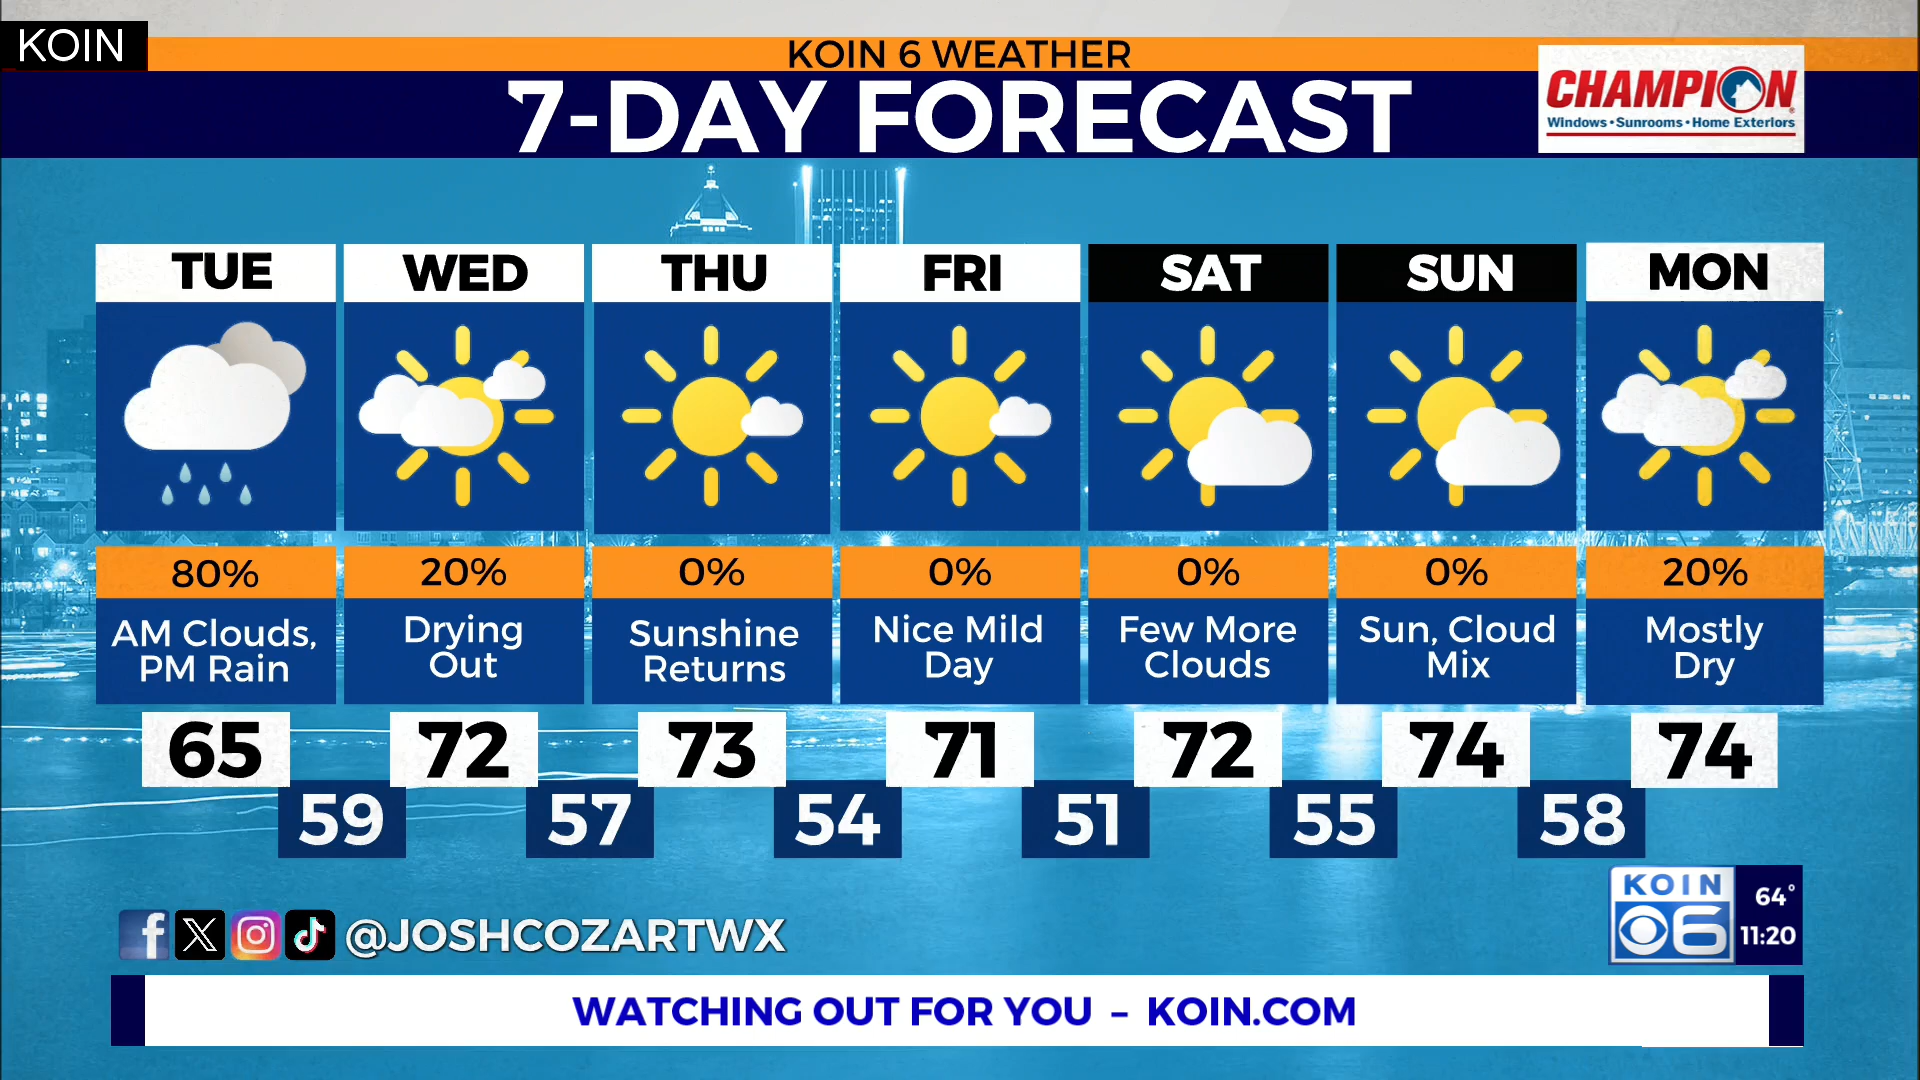 KOIN
KOIN 6 WEATHER
7-DAY FORECAST
CHAMPION
Windows • Sunrooms • Home Exteriors
TUE WED THU FRI SAT SUN MON
80% 20% 0% 0% 0% 0% 20%
AM Clouds,
PM Rain
Drying
Out
Sunshine
Returns
Nice Mild
Day
Few More
Clouds
Sun, Cloud
Mix
Mostly
Dry
65 72 73 71 72 74 74
59 57 54 51 55 58
@JOSHCOZARTWX
KOIN
6
64°
11:20
WATCHING OUT FOR YOU – KOIN.COM